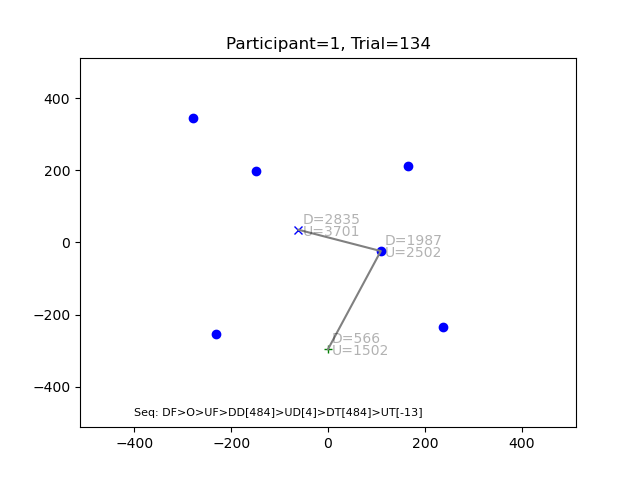 Participant=1, Trial=134
400
200
0
−200
−400
D=2835
U=3701
D=1987
U=2502
D=566
U=1502
Seq: DF>O>UF>DD[484]>UD[4]>DT[484]>UT[-13]
−400
−200
0
200
400